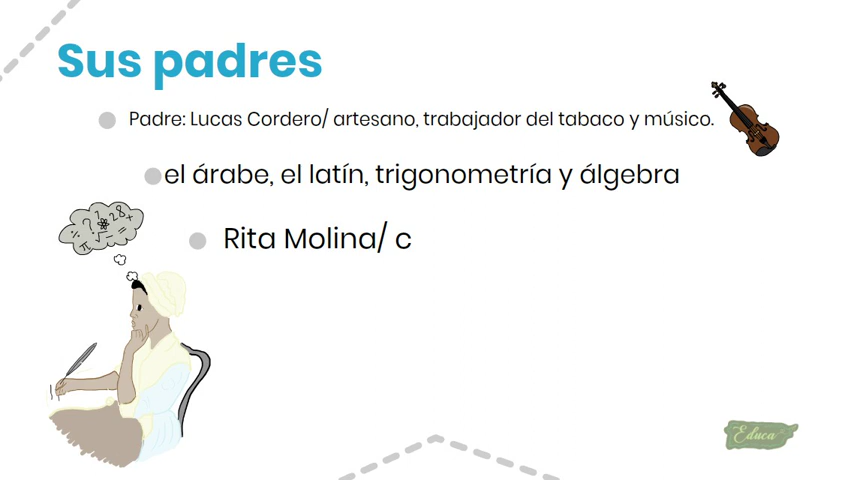 Sus padres
Padre: Lucas Cordero/ artesano, trabajador del tabaco y músico.
el árabe, el latín, trigonometría y álgebra
Rita Molina/ c
Educa